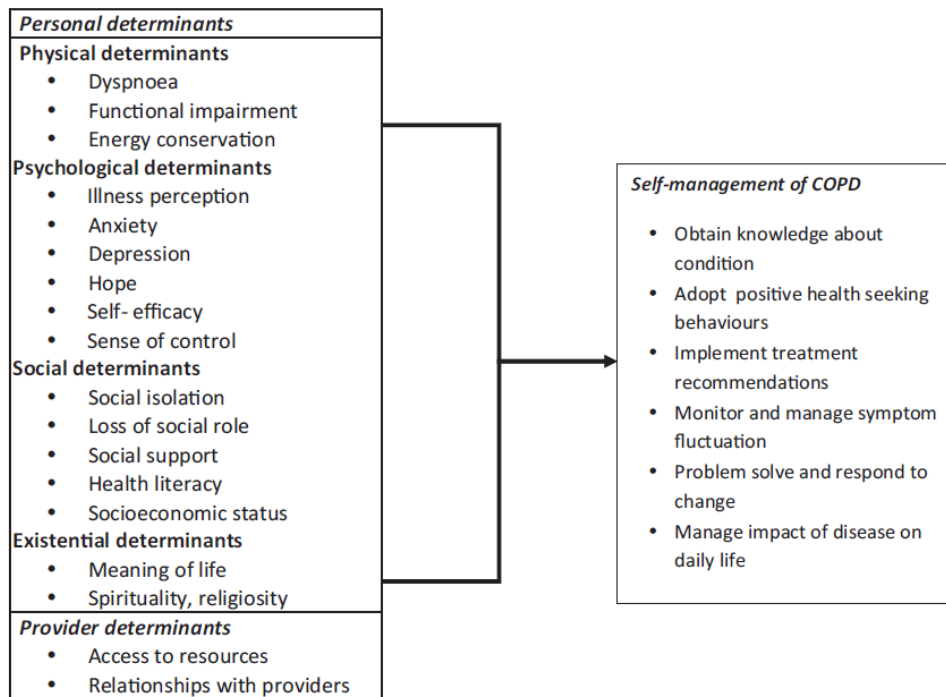 Personal determinants
Physical determinants
• Dyspnoea
• Functional impairment
• Energy conservation
Psychological determinants
• Illness perception
• Anxiety
• Depression
• Hope
• Self- efficacy
• Sense of control
Social determinants
• Social isolation
• Loss of social role
• Social support
• Health literacy
• Socioeconomic status
Existential determinants
• Meaning of life
• Spirituality, religiosity
Provider determinants
• Access to resources
• Relationships with providers
Self-management of COPD
• Obtain knowledge about
condition
• Adopt positive health seeking
behaviours
• Implement treatment
recommendations
• Monitor and manage symptom
fluctuation
• Problem solve and respond to
change
• Manage impact of disease on
daily life